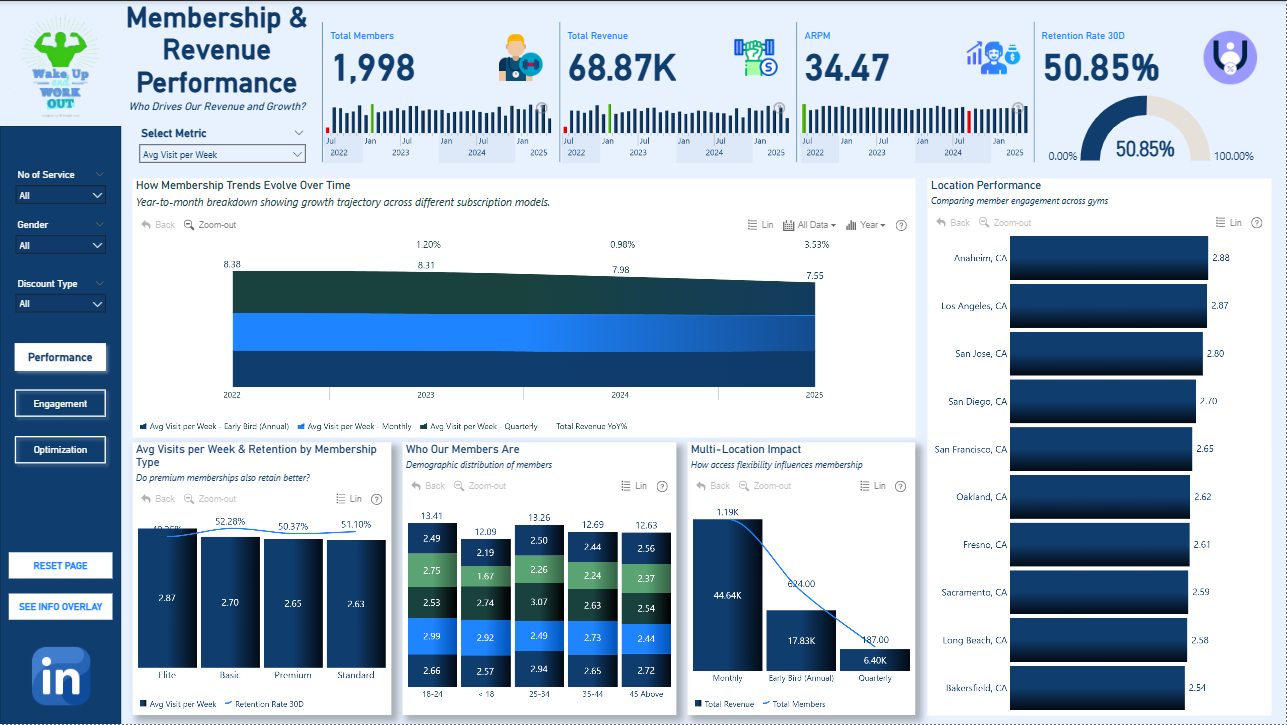 Wake Up
and
WORK
OUT
Membership &
Revenue
Performance
Who Drives Our Revenue and Growth?
Select Metric
Avg Visit per Week
Total Members
1,998
Jul Jan Jul Jan Jul Jan
2022 2023 2024 2025
Total Revenue
68.87K
Jul Jan Jul Jan Jul Jan
2022 2023 2024 2025
ARPM
34.47
Jul Jan Jul Jan Jul Jan
2022 2023 2024 2025
Retention Rate 30D
50.85%
50.85%
0.00% 100.00%
No of Service
All
Gender
All
Discount Type
All
Performance
Engagement
Optimization
RESET PAGE
SEE INFO OVERLAY
in
How Membership Trends Evolve Over Time
Year-to-month breakdown showing growth trajectory across different subscription models.
Back Zoom-out Lin All Data Year ?
1.20% 0.98% 3.53%
8.38 8.31 7.98 7.55
2022 2023 2024 2025
Avg Visit per Week - Early Bird (Annual) Avg Visit per Week - Monthly Avg Visit per Week - Quarterly Total Revenue YoY%
Avg Visits per Week & Retention by Membership
Type
Do premium memberships also retain better?
Back Zoom-out Lin ?
52.28% 50.37% 51.10%
2.87 2.70 2.65 2.63
Elite Basic Premium Standard
Avg Visit per Week Retention Rate 30D
Who Our Members Are
Demographic distribution of members
Back Zoom-out Lin ?
13.41 12.09 13.26 12.69 12.63
2.49 2.19 2.50 2.44 2.56
2.75 1.67 2.26 2.24 2.37
2.53 2.74 3.07 2.63 2.54
2.99 2.92 2.49 2.73 2.44
2.66 2.57 2.94 2.65 2.72
18-24 < 18 25-34 35-44 45 Above
Multi-Location Impact
How access flexibility influences membership
Back Zoom-out Lin ?
1.19K 624.00 187.00
44.64K 17.83K 6.40K
Monthly Early Bird (Annual) Quarterly
Total Revenue Total Members
Location Performance
Comparing member engagement across gyms
Back Zoom-out Lin ?
Anaheim, CA 2.88
Los Angeles, CA 2.87
San Jose, CA 2.80
San Diego, CA 2.70
San Francisco, CA 2.65
Oakland, CA 2.62
Fresno, CA 2.61
Sacramento, CA 2.59
Long Beach, CA 2.58
Bakersfield, CA 2.54